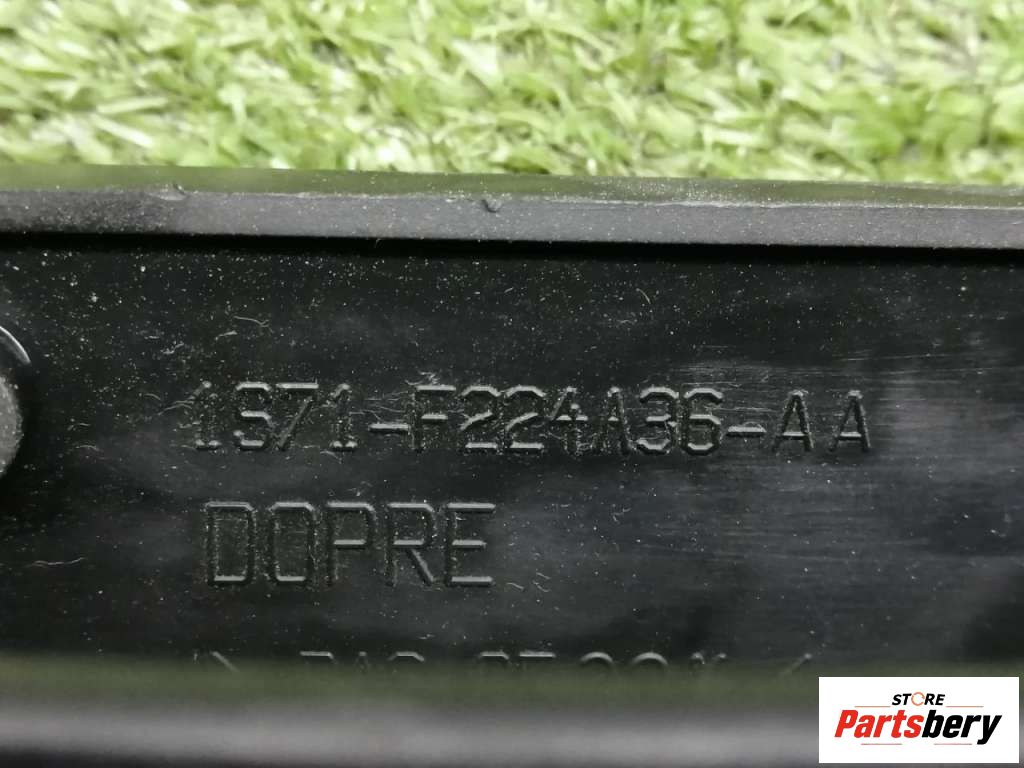 1S71-F224A36-AA
DOPRE
STORE
Partsbery